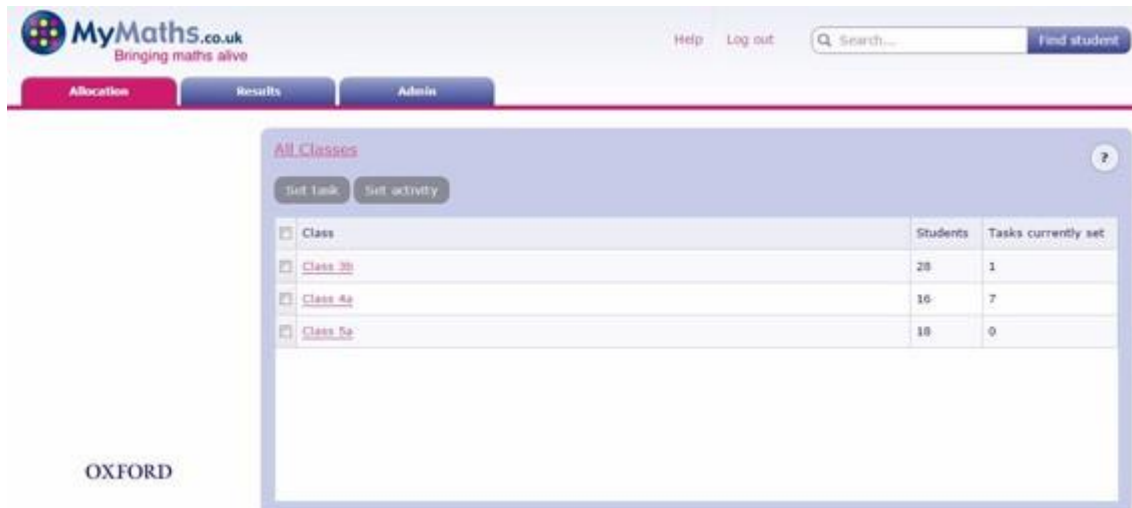 MyMaths.co.uk
Bringing maths alive
Help Log out Search... Find student
Allocation Results Admin
All Classes
?
Set task Set activity
Class Students Tasks currently set
Class 3b 28 1
Class 4a 16 7
Class 5a 18 0
OXFORD